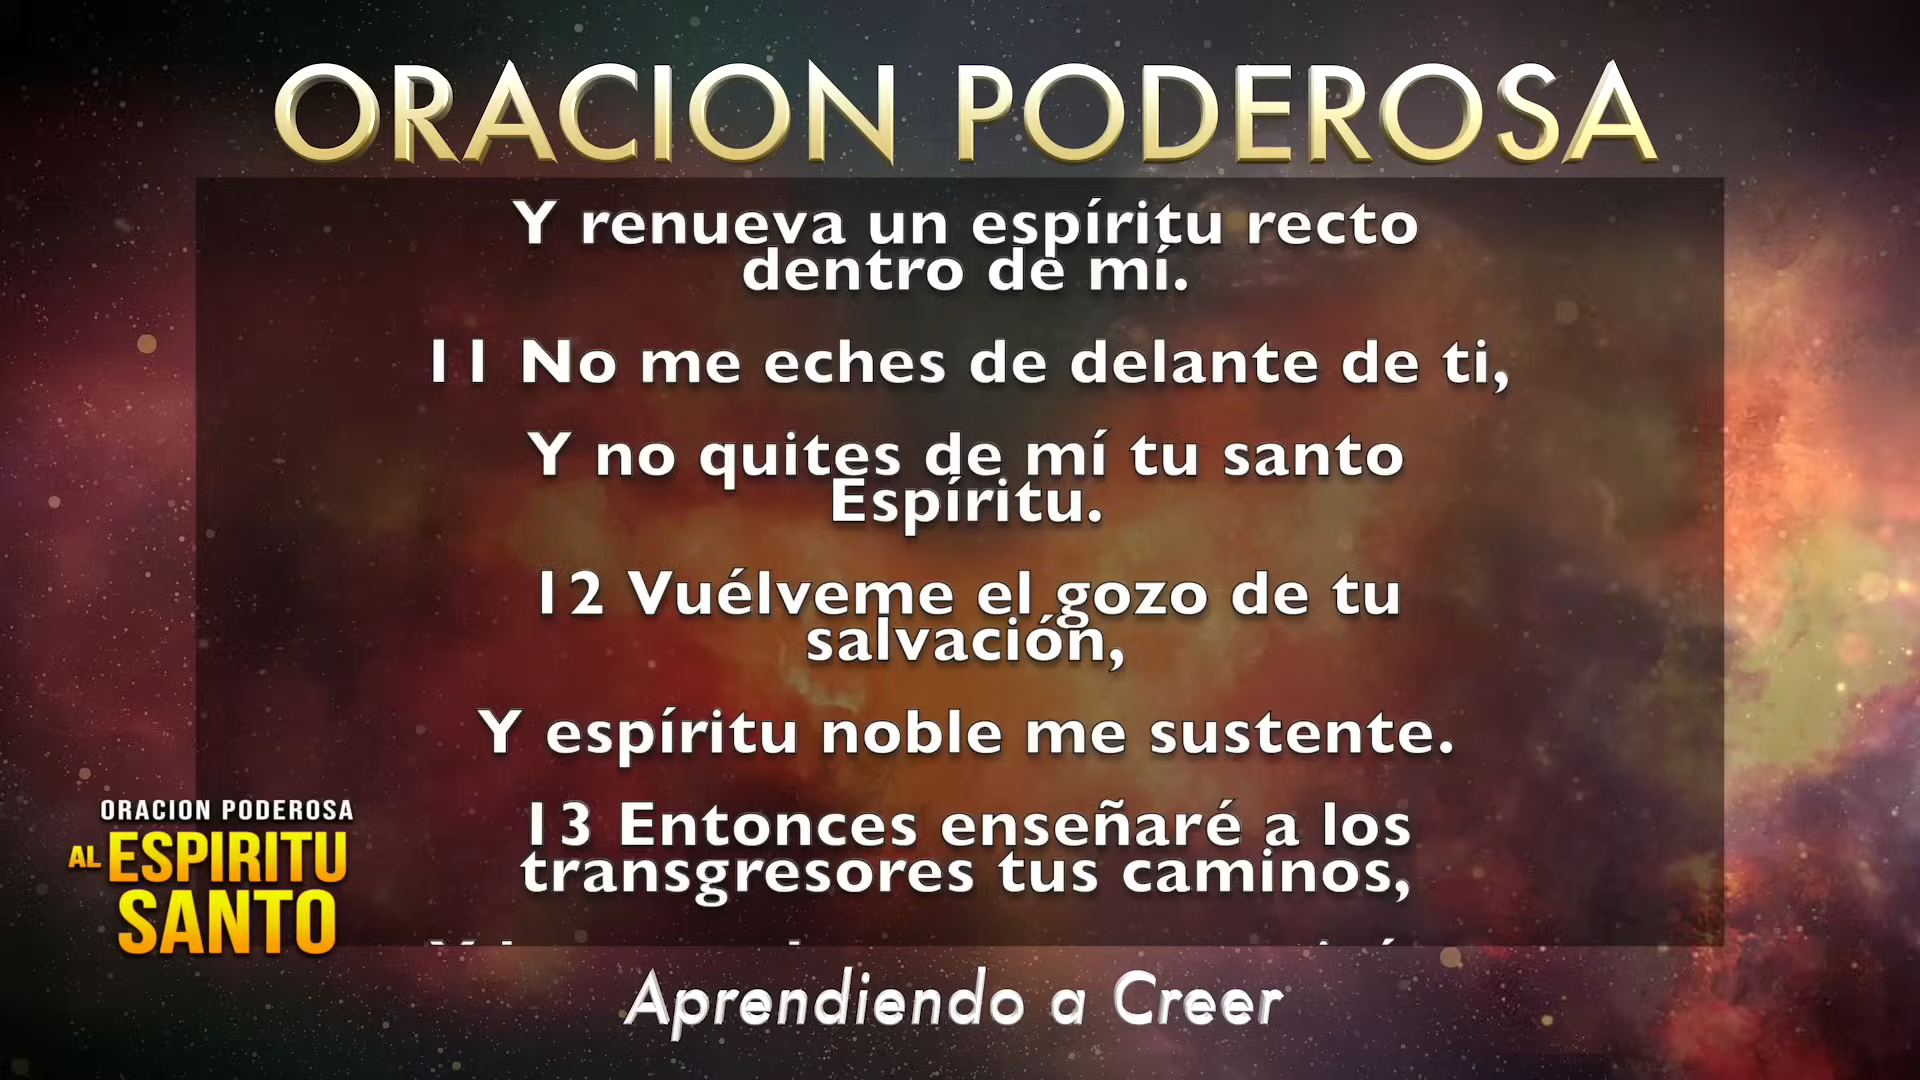 ORACION PODEROSA
Y renueva un espíritu recto
dentro de mí.
11 No me eches de delante de ti,
Y no quites de mí tu santo
Espíritu.
12 Vuélveme el gozo de tu
salvación,
Y espíritu noble me sustente.
13 Entonces enseñaré a los
transgresores tus caminos,
ORACION PODEROSA
AL ESPIRITU
SANTO
Aprendiendo a Creer